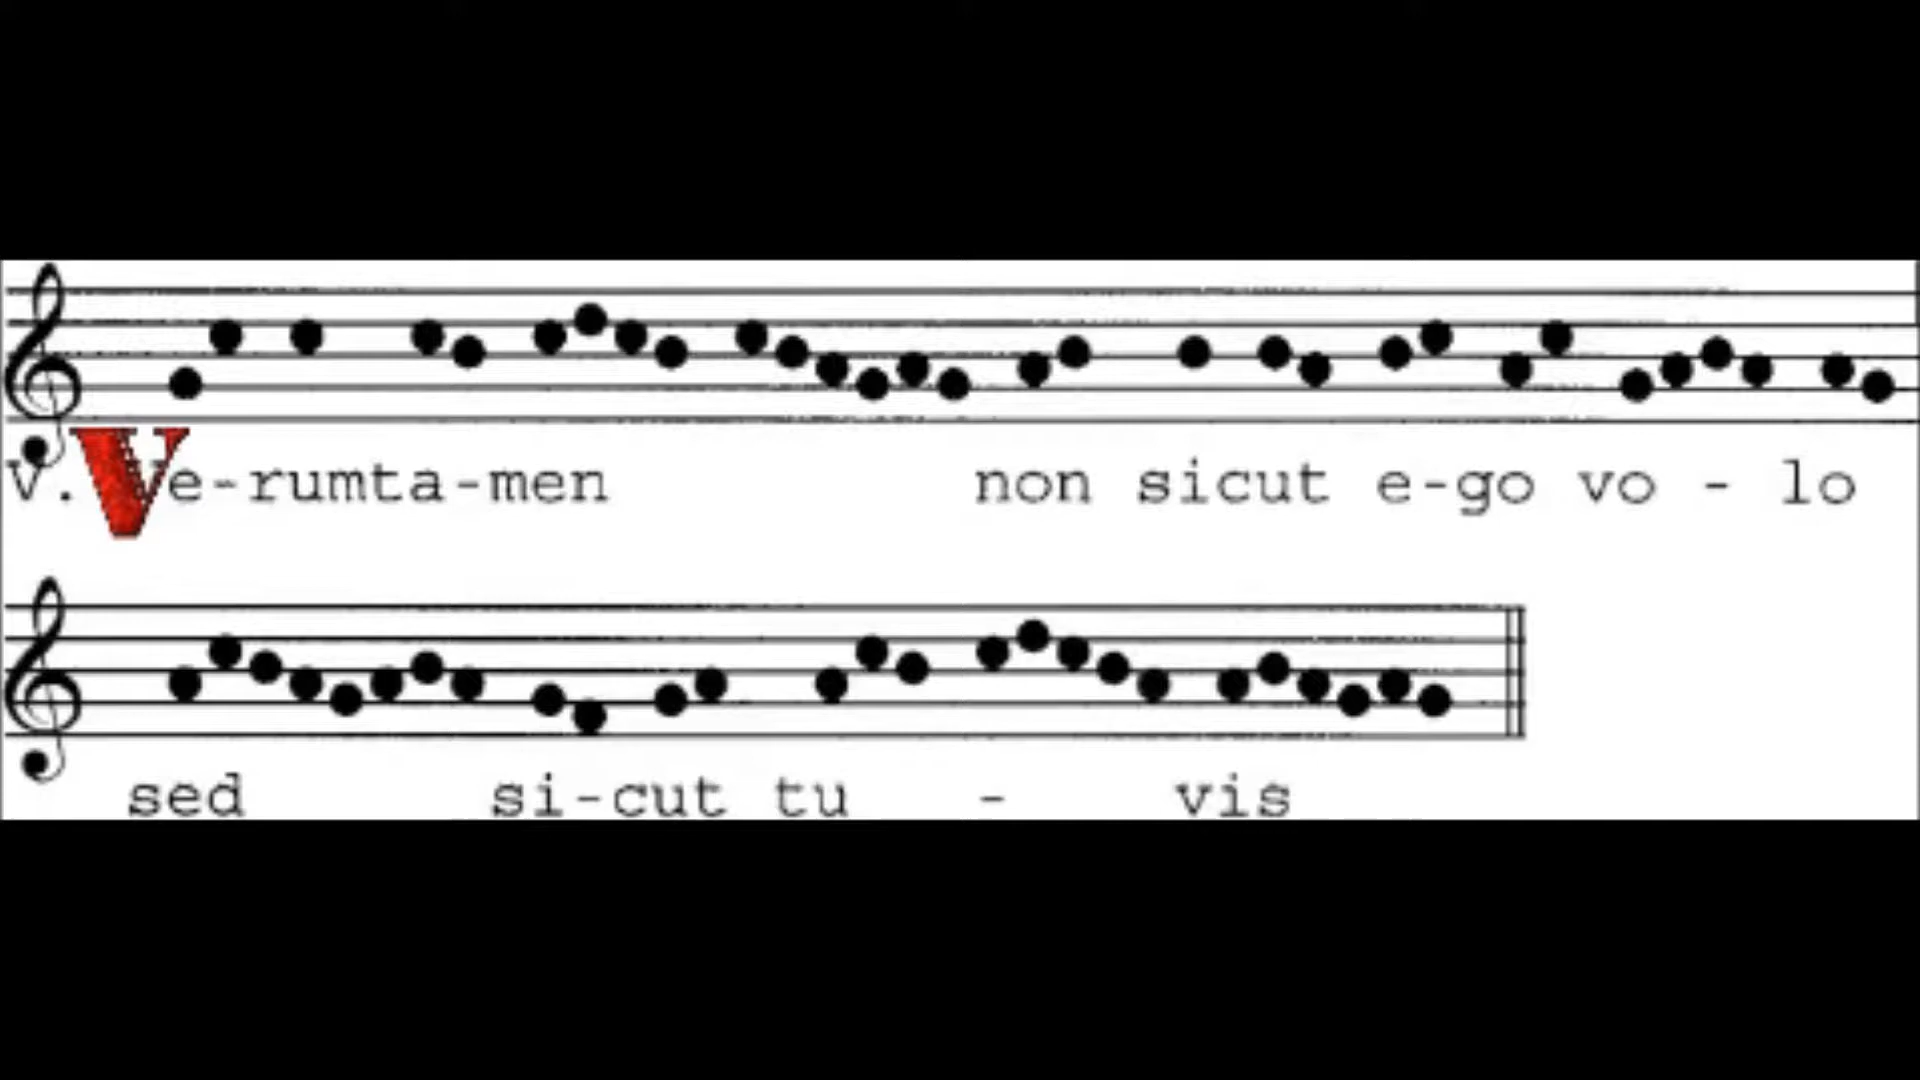 V. Ve-rumta-men non sicut e-go vo - lo
sed si-cut tu - vis